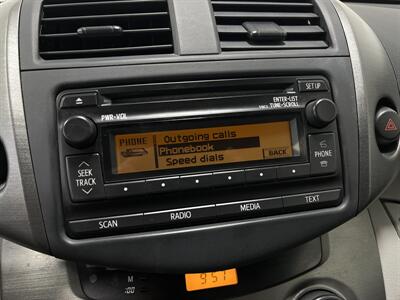 SET UP
PWR•VOL
ENTER-LIST
TUNE•SCROLL
PHONE
Outgoing calls
Phonebook
Speed dials
BACK
SEEK
TRACK
PHONE
SCAN
RADIO
MEDIA
TEXT
M
:00
951